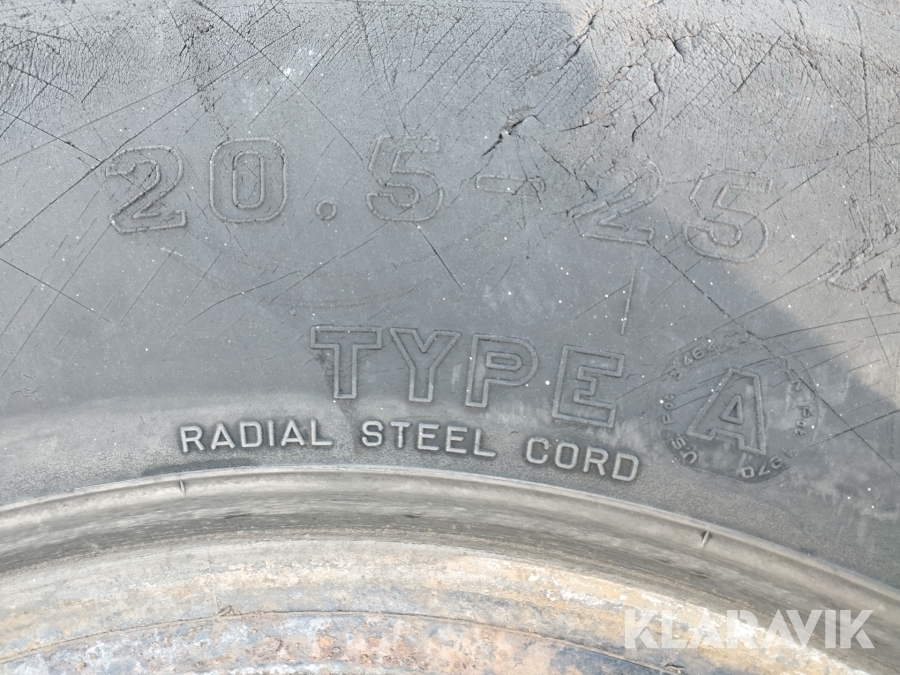 20.5-25
TYPE A
RADIAL STEEL CORD
KLARAVIK